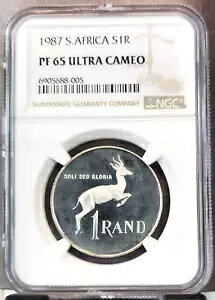 1987 S.AFRICA S1R
PF 65 ULTRA CAMEO
6905688-005
NUMISMATIC GUARANTY COMPANY
NGC
SOLI DEO GLORIA
1 RAND